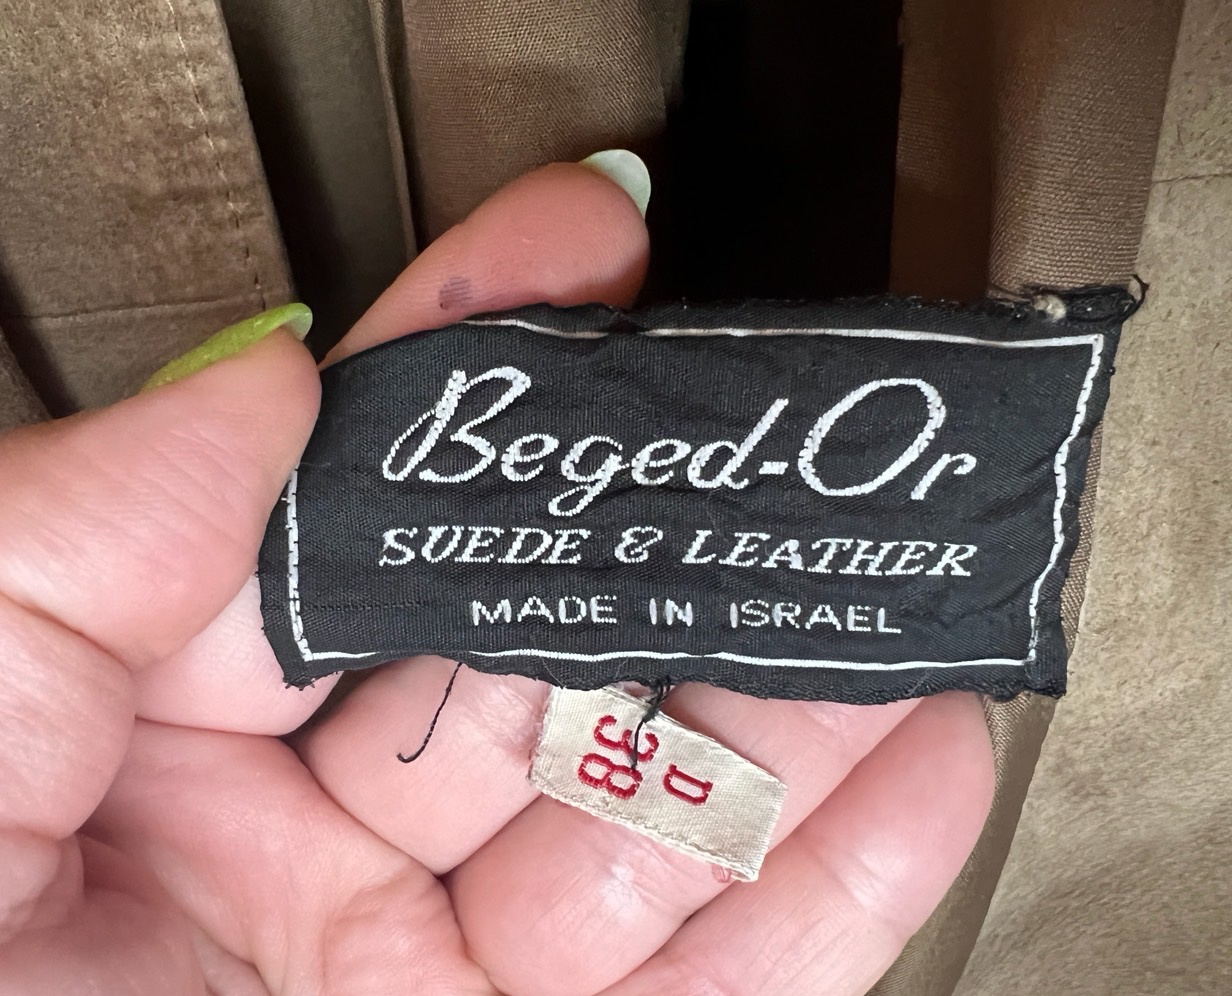 Beged-Or
SUEDE & LEATHER
MADE IN ISRAEL
D
38